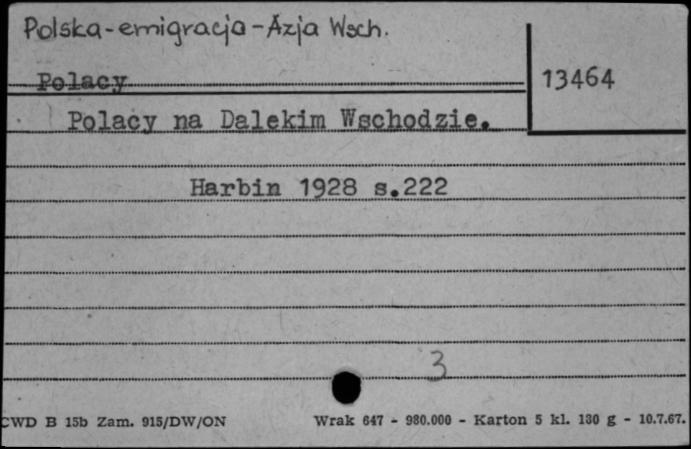 Polska-emigracja-Azja Wsch.
Polacy
13464
Polacy na Dalekim Wschodzie.
Harbin 1928 s.222
3
CWD B 15b Zam. 915/DW/ON Wrak 647 - 980.000 - Karton 5 kl. 130 g - 10.7.67.